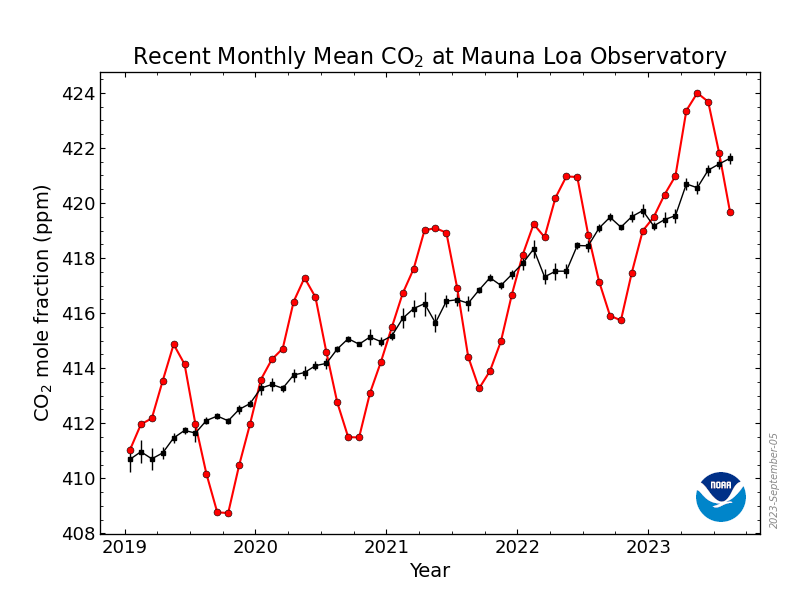 Recent Monthly Mean CO₂ at Mauna Loa Observatory
CO₂ mole fraction (ppm)
424
422
420
418
416
414
412
410
408
2019 2020 2021 2022 2023
Year
NOAA
2023-September-05